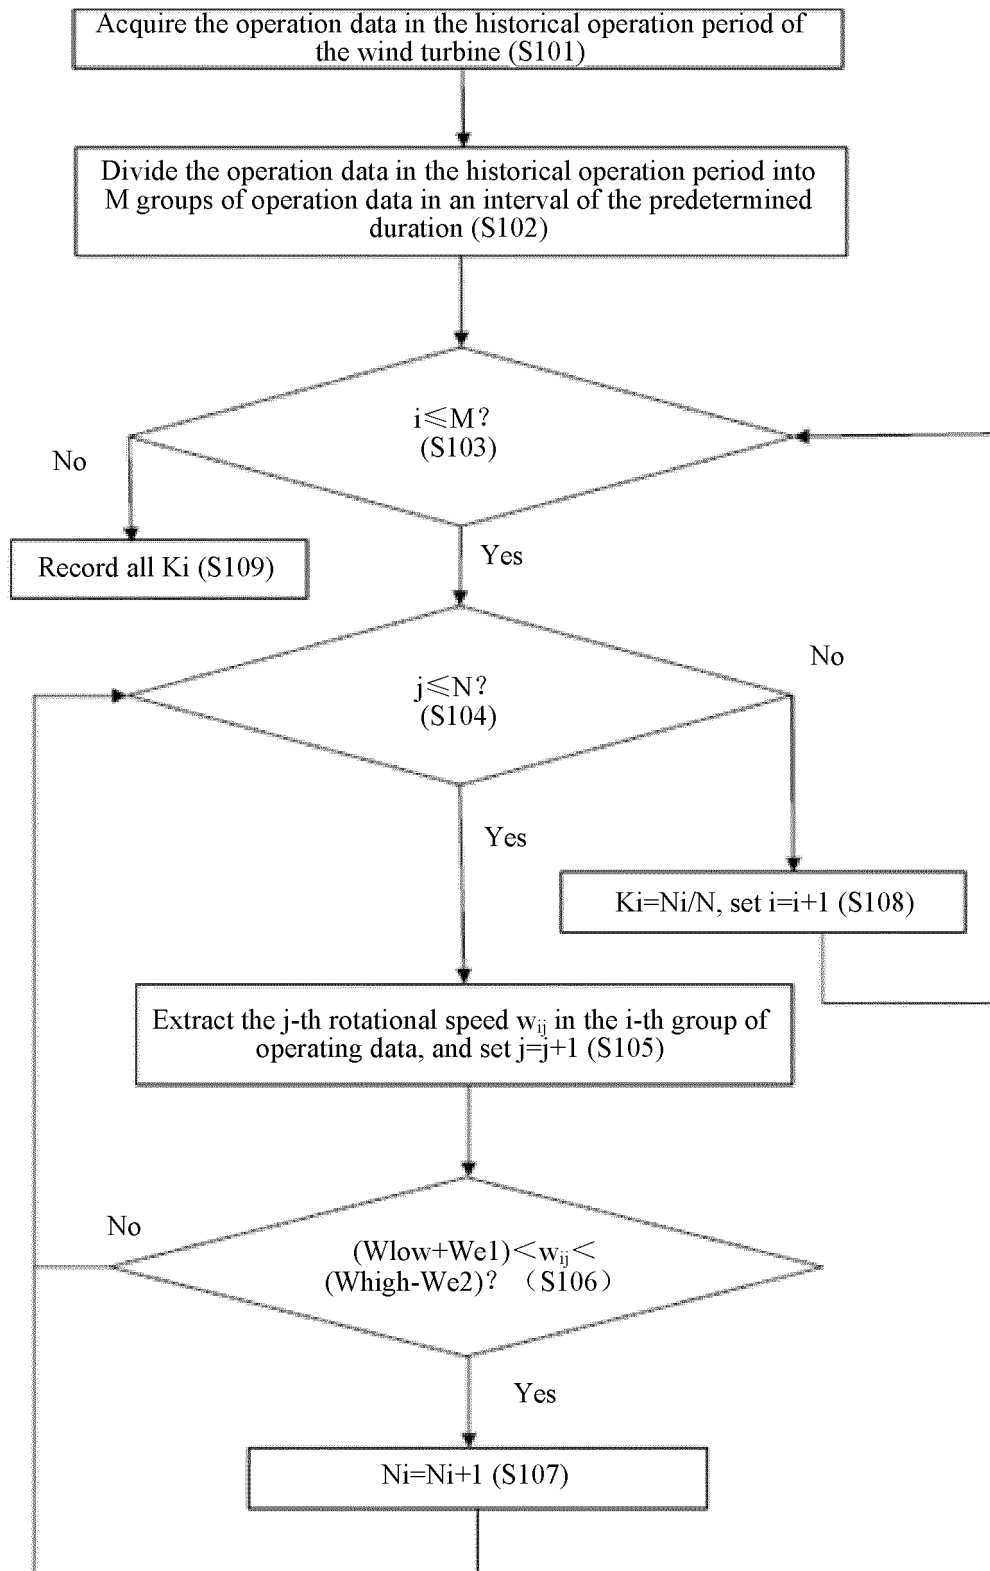 Acquire the operation data in the historical operation period of
the wind turbine (S101)
Divide the operation data in the historical operation period into
M groups of operation data in an interval of the predetermined
duration (S102)
i≤M?
(S103)
No
Record all Ki (S109)
Yes
j≤N?
(S104)
No
Yes
Ki=Ni/N, set i=i+1 (S108)
Extract the j-th rotational speed wij in the i-th group of
operating data, and set j=j+1 (S105)
No
(Wlow+We1)<wij<
(Whigh-We2)? (S106)
Yes
Ni=Ni+1 (S107)